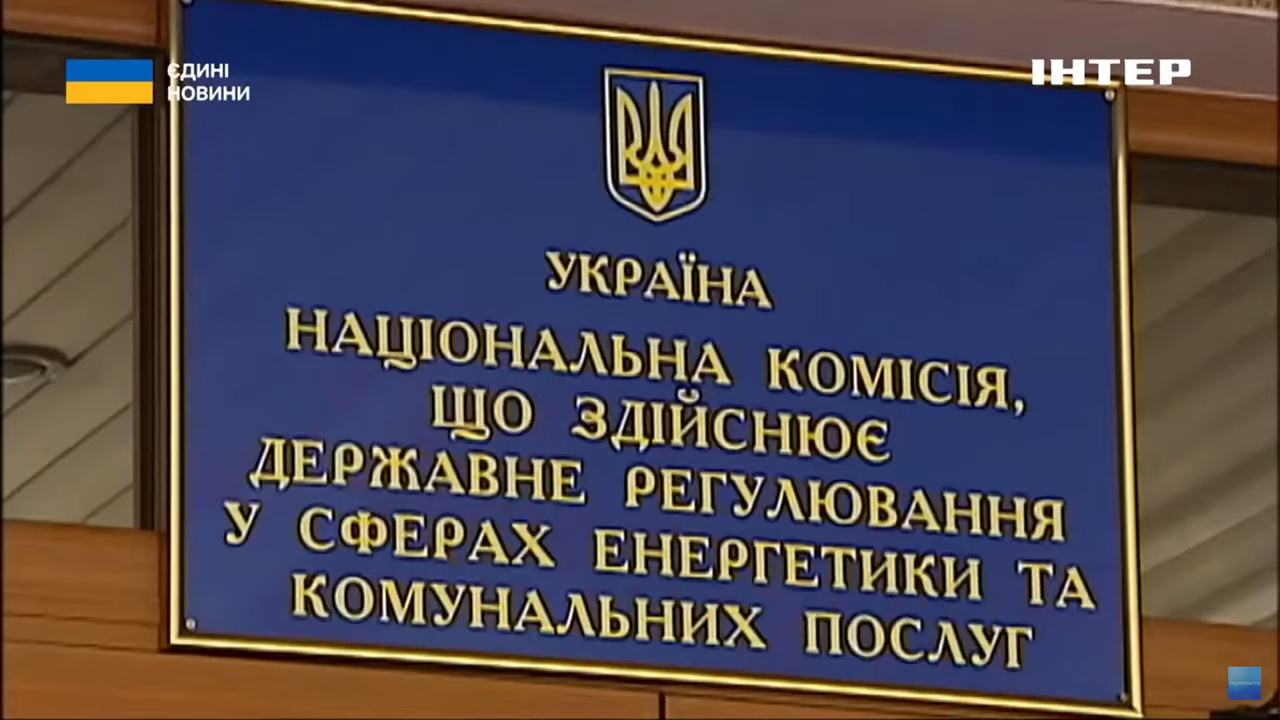 ЄДИНІ
НОВИНИ
ІНТЕР
УКРАЇНА
НАЦІОНАЛЬНА КОМІСІЯ,
ЩО ЗДІЙСНЮЄ
ДЕРЖАВНЕ РЕГУЛЮВАННЯ
У СФЕРАХ ЕНЕРГЕТИКИ ТА
КОМУНАЛЬНИХ ПОСЛУГ